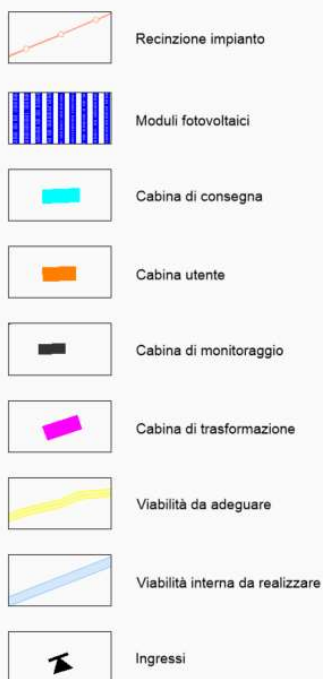 Recinzione impianto
Moduli fotovoltaici
Cabina di consegna
Cabina utente
Cabina di monitoraggio
Cabina di trasformazione
Viabilità da adeguare
Viabilità interna da realizzare
Ingressi